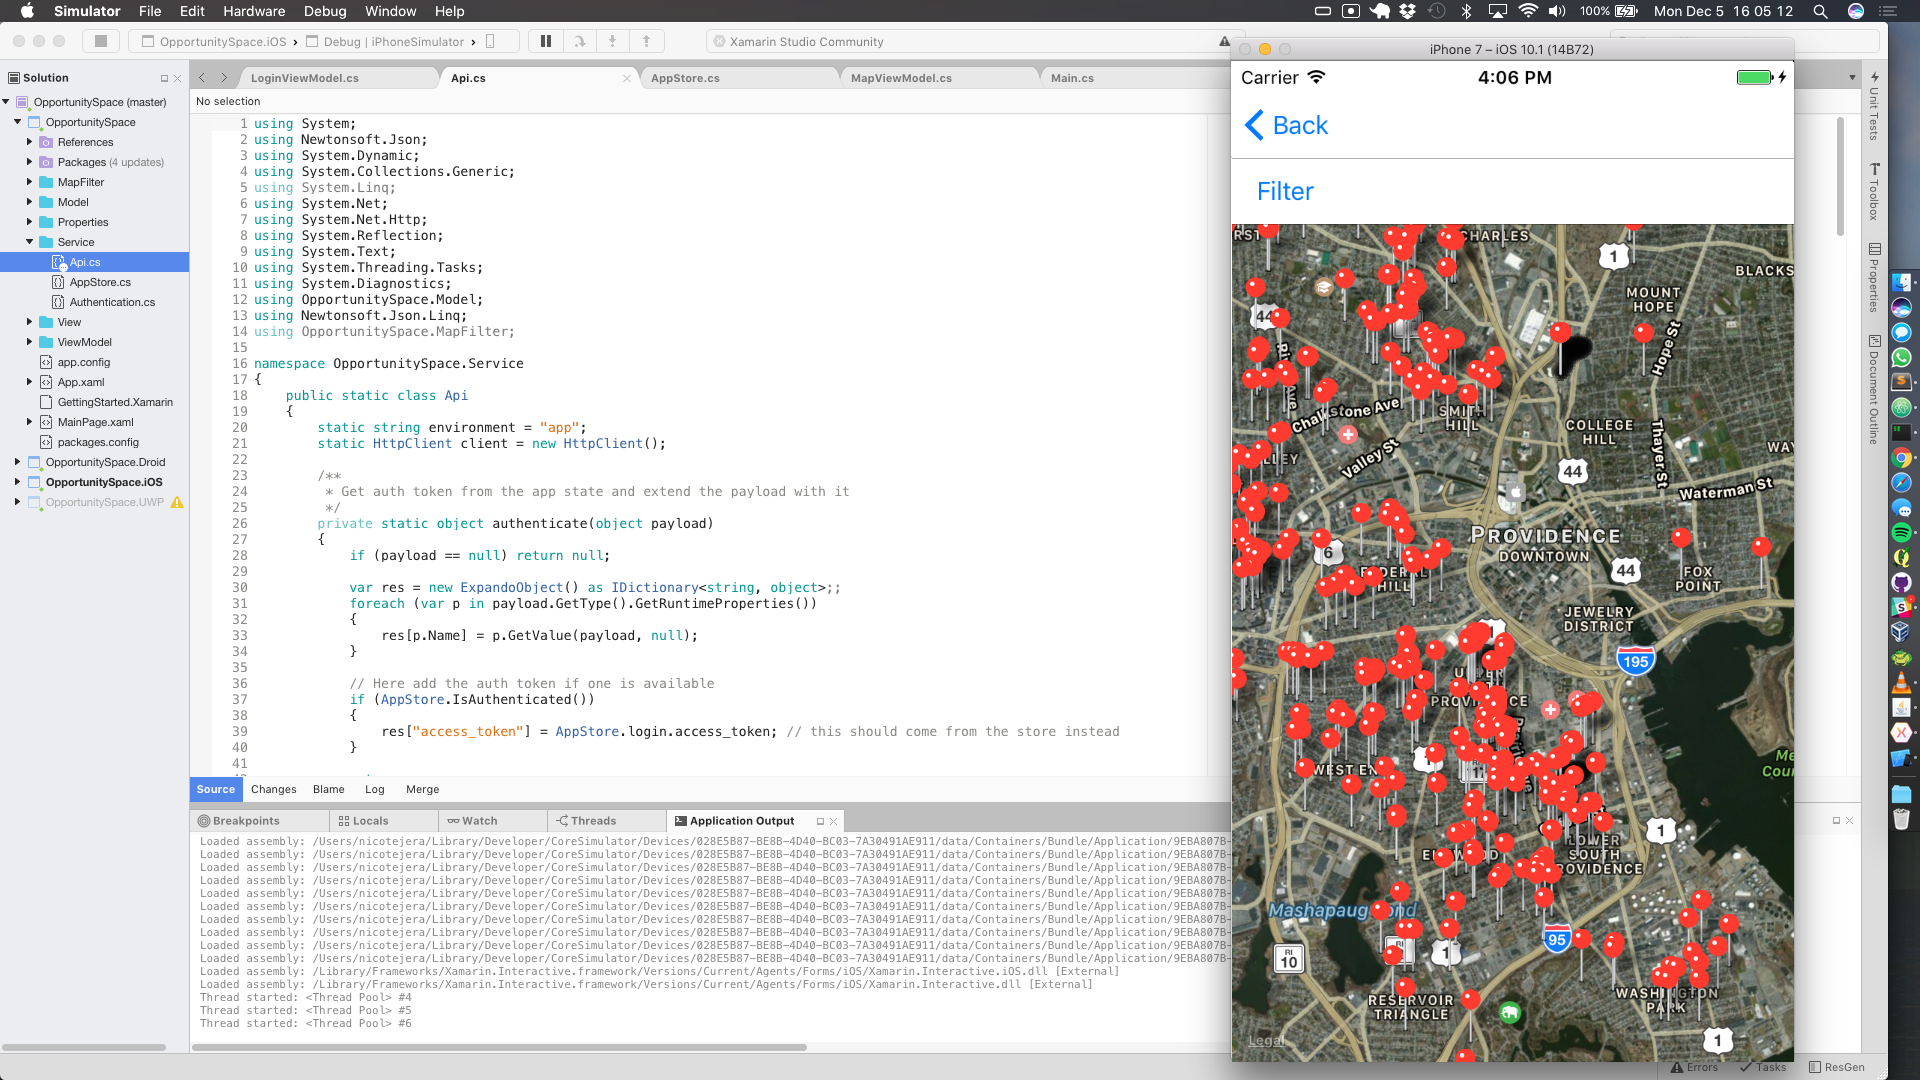 Simulator File Edit Hardware Debug Window Help
100% Mon Dec 5 16 05 12
OpportunitySpace.iOS › Debug | iPhoneSimulator ›
Xamarin Studio Community
iPhone 7 – iOS 10.1 (14B72)
Solution
LoginViewModel.cs
Api.cs
AppStore.cs
MapViewModel.cs
Main.cs
No selection
OpportunitySpace (master)
OpportunitySpace
References
Packages (4 updates)
MapFilter
Model
Properties
Service
Api.cs
AppStore.cs
Authentication.cs
View
ViewModel
app.config
App.xaml
GettingStarted.Xamarin
MainPage.xaml
packages.config
OpportunitySpace.Droid
OpportunitySpace.iOS
OpportunitySpace.UWP
1 using System;
2 using Newtonsoft.Json;
3 using System.Dynamic;
4 using System.Collections.Generic;
5 using System.Linq;
6 using System.Net;
7 using System.Net.Http;
8 using System.Reflection;
9 using System.Text;
10 using System.Threading.Tasks;
11 using System.Diagnostics;
12 using OpportunitySpace.Model;
13 using Newtonsoft.Json.Linq;
14 using OpportunitySpace.MapFilter;
15
16 namespace OpportunitySpace.Service
17 {
18 public static class Api
19 {
20 static string environment = "app";
21 static HttpClient client = new HttpClient();
22
23 /**
24 * Get auth token from the app state and extend the payload with it
25 */
26 private static object authenticate(object payload)
27 {
28 if (payload == null) return null;
29
30 var res = new ExpandoObject() as IDictionary<string, object>;;
31 foreach (var p in payload.GetType().GetRuntimeProperties())
32 {
33 res[p.Name] = p.GetValue(payload, null);
34 }
35
36 // Here add the auth token if one is available
37 if (AppStore.IsAuthenticated())
38 {
39 res["access_token"] = AppStore.login.access_token; // this should come from the store instead
40 }
41
Source Changes Blame Log Merge
Breakpoints
Locals
Watch
Threads
Application Output
Loaded assembly: /Users/nicotejera/Library/Developer/CoreSimulator/Devices/028E5B87-BE8B-4D40-BC03-7A30491AE911/data/Containers/Bundle/Application/9EBA807B-
Loaded assembly: /Users/nicotejera/Library/Developer/CoreSimulator/Devices/028E5B87-BE8B-4D40-BC03-7A30491AE911/data/Containers/Bundle/Application/9EBA807B-
Loaded assembly: /Users/nicotejera/Library/Developer/CoreSimulator/Devices/028E5B87-BE8B-4D40-BC03-7A30491AE911/data/Containers/Bundle/Application/9EBA807B-
Loaded assembly: /Users/nicotejera/Library/Developer/CoreSimulator/Devices/028E5B87-BE8B-4D40-BC03-7A30491AE911/data/Containers/Bundle/Application/9EBA807B-
Loaded assembly: /Users/nicotejera/Library/Developer/CoreSimulator/Devices/028E5B87-BE8B-4D40-BC03-7A30491AE911/data/Containers/Bundle/Application/9EBA807B-
Loaded assembly: /Users/nicotejera/Library/Developer/CoreSimulator/Devices/028E5B87-BE8B-4D40-BC03-7A30491AE911/data/Containers/Bundle/Application/9EBA807B-
Loaded assembly: /Users/nicotejera/Library/Developer/CoreSimulator/Devices/028E5B87-BE8B-4D40-BC03-7A30491AE911/data/Containers/Bundle/Application/9EBA807B-
Loaded assembly: /Users/nicotejera/Library/Developer/CoreSimulator/Devices/028E5B87-BE8B-4D40-BC03-7A30491AE911/data/Containers/Bundle/Application/9EBA807B-
Loaded assembly: /Users/nicotejera/Library/Developer/CoreSimulator/Devices/028E5B87-BE8B-4D40-BC03-7A30491AE911/data/Containers/Bundle/Application/9EBA807B-
Loaded assembly: /Users/nicotejera/Library/Developer/CoreSimulator/Devices/028E5B87-BE8B-4D40-BC03-7A30491AE911/data/Containers/Bundle/Application/9EBA807B-
Loaded assembly: /Library/Frameworks/Xamarin.Interactive.framework/Versions/Current/Agents/Forms/iOS/Xamarin.Interactive.iOS.dll [External]
Loaded assembly: /Library/Frameworks/Xamarin.Interactive.framework/Versions/Current/Agents/Forms/iOS/Xamarin.Interactive.dll [External]
Thread started: <Thread Pool> #4
Thread started: <Thread Pool> #5
Thread started: <Thread Pool> #6
Carrier 4:06 PM
Back
Filter
CHARLES
1
BLACKS
MOUNT
HOPE
44
Hope St
Chalkstone Ave
SMITH
HILL
COLLEGE
HILL
Thayer St
WAY
Valley St
44
Waterman St
PROVIDENCE
DOWNTOWN
6
FEDERAL
HILL
44
FOX
POINT
JEWELRY
DISTRICT
1
195
PROVIDENCE
WEST EN
1
LOWER
SOUTH
PROVIDENCE
1
Mashapaug Pond
95
1
RI
10
WASHINGTON
PARK
RESERVOIR
TRIANGLE
1
Legal
Unit Tests
Toolbox
Properties
Document Outline
Errors Tasks ResGen